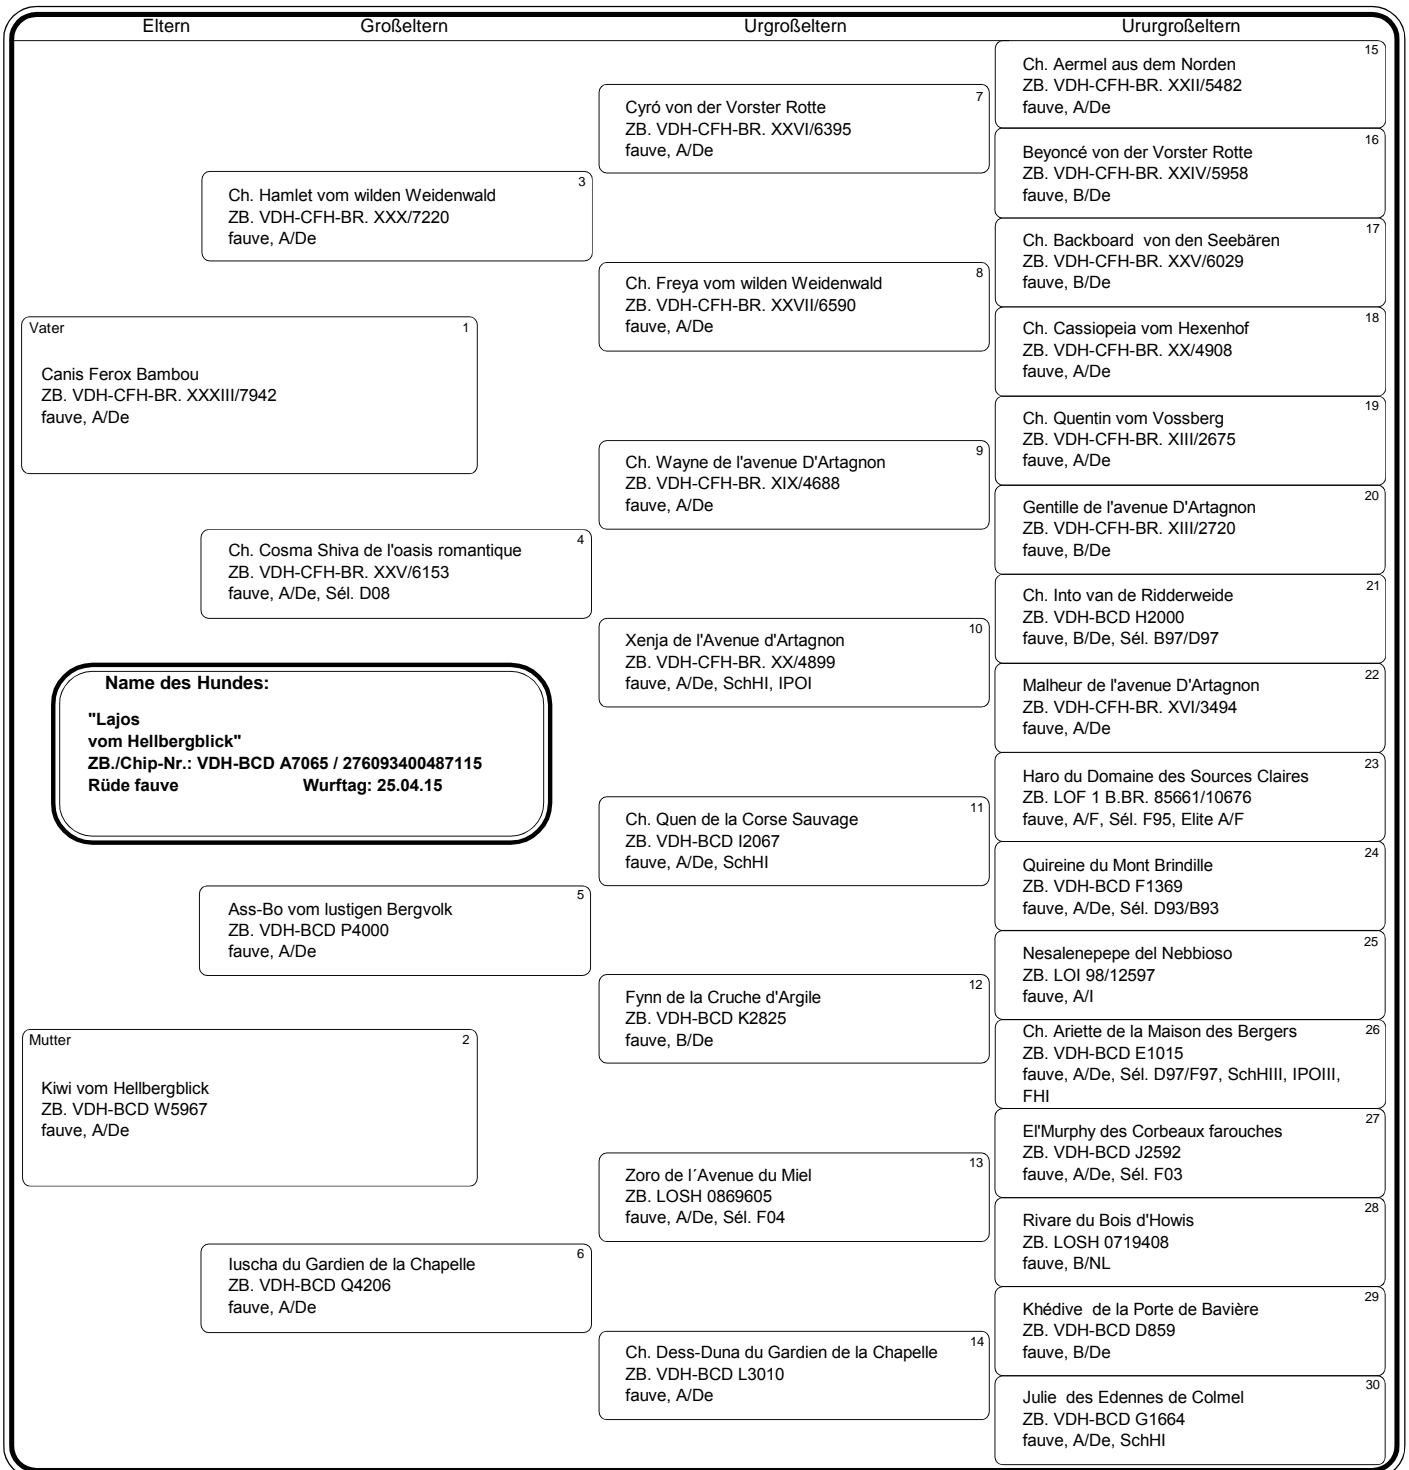 Eltern Großeltern Urgroßeltern Ururgroßeltern
Vater 1
Canis Ferox Bambou
ZB. VDH-CFH-BR. XXXIII/7942
fauve, A/De
Name des Hundes:
"Lajos
vom Hellbergblick"
ZB./Chip-Nr.: VDH-BCD A7065 / 276093400487115
Rüde fauve Wurftag: 25.04.15
Mutter 2
Kiwi vom Hellbergblick
ZB. VDH-BCD W5967
fauve, A/De
3
Ch. Hamlet vom wilden Weidenwald
ZB. VDH-CFH-BR. XXX/7220
fauve, A/De
4
Ch. Cosma Shiva de l'oasis romantique
ZB. VDH-CFH-BR. XXV/6153
fauve, A/De, Sél. D08
5
Ass-Bo vom lustigen Bergvolk
ZB. VDH-BCD P4000
fauve, A/De
6
Iuscha du Gardien de la Chapelle
ZB. VDH-BCD Q4206
fauve, A/De
7
Cyró von der Vorster Rotte
ZB. VDH-CFH-BR. XXVI/6395
fauve, A/De
8
Ch. Freya vom wilden Weidenwald
ZB. VDH-CFH-BR. XXVII/6590
fauve, A/De
9
Ch. Wayne de l'avenue D'Artagnon
ZB. VDH-CFH-BR. XIX/4688
fauve, A/De
10
Xenja de l'Avenue d'Artagnon
ZB. VDH-CFH-BR. XX/4899
fauve, A/De, SchHI, IPOI
11
Ch. Quen de la Corse Sauvage
ZB. VDH-BCD I2067
fauve, A/De, SchHI
12
Fynn de la Cruche d'Argile
ZB. VDH-BCD K2825
fauve, B/De
13
Zoro de l´Avenue du Miel
ZB. LOSH 0869605
fauve, A/De, Sél. F04
14
Ch. Dess-Duna du Gardien de la Chapelle
ZB. VDH-BCD L3010
fauve, A/De
15
Ch. Aermel aus dem Norden
ZB. VDH-CFH-BR. XXII/5482
fauve, A/De
16
Beyoncé von der Vorster Rotte
ZB. VDH-CFH-BR. XXIV/5958
fauve, B/De
17
Ch. Backboard  von den Seebären
ZB. VDH-CFH-BR. XXV/6029
fauve, B/De
18
Ch. Cassiopeia vom Hexenhof
ZB. VDH-CFH-BR. XX/4908
fauve, A/De
19
Ch. Quentin vom Vossberg
ZB. VDH-CFH-BR. XIII/2675
fauve, A/De
20
Gentille de l'avenue D'Artagnon
ZB. VDH-CFH-BR. XIII/2720
fauve, B/De
21
Ch. Into van de Ridderweide
ZB. VDH-BCD H2000
fauve, B/De, Sél. B97/D97
22
Malheur de l'avenue D'Artagnon
ZB. VDH-CFH-BR. XVI/3494
fauve, A/De
23
Haro du Domaine des Sources Claires
ZB. LOF 1 B.BR. 85661/10676
fauve, A/F, Sél. F95, Elite A/F
24
Quireine du Mont Brindille
ZB. VDH-BCD F1369
fauve, A/De, Sél. D93/B93
25
Nesalenepepe del Nebbioso
ZB. LOI 98/12597
fauve, A/I
26
Ch. Ariette de la Maison des Bergers
ZB. VDH-BCD E1015
fauve, A/De, Sél. D97/F97, SchHIII, IPOIII,
FHI
27
El'Murphy des Corbeaux farouches
ZB. VDH-BCD J2592
fauve, A/De, Sél. F03
28
Rivare du Bois d'Howis
ZB. LOSH 0719408
fauve, B/NL
29
Khédive  de la Porte de Bavière
ZB. VDH-BCD D859
fauve, B/De
30
Julie  des Edennes de Colmel
ZB. VDH-BCD G1664
fauve, A/De, SchHI